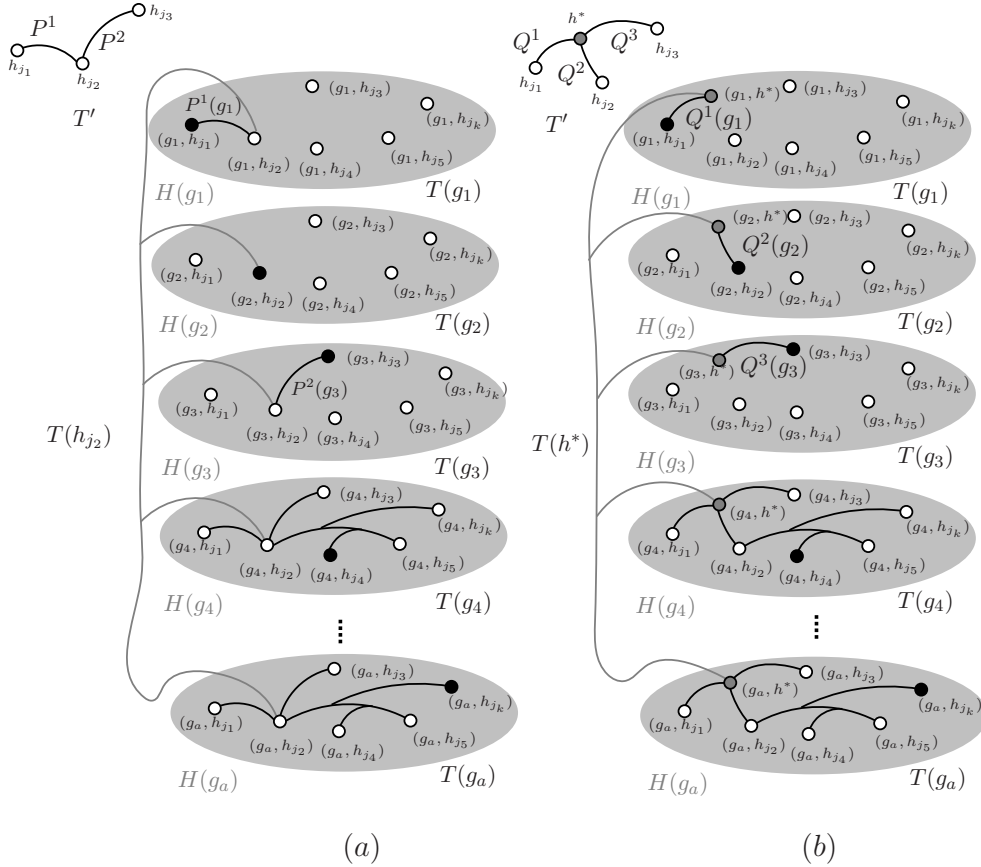 P^1
P^2
h_{j_3}
h_{j_1}
h_{j_2}
T'
P^1(g_1)
(g_1, h_{j_3})
(g_1, h_{j_k})
(g_1, h_{j_1})
(g_1, h_{j_2})
(g_1, h_{j_4})
(g_1, h_{j_5})
H(g_1)
T(g_1)
(g_2, h_{j_3})
(g_2, h_{j_k})
(g_2, h_{j_1})
(g_2, h_{j_2})
(g_2, h_{j_4})
(g_2, h_{j_5})
H(g_2)
T(g_2)
(g_3, h_{j_3})
(g_3, h_{j_k})
P^2(g_3)
(g_3, h_{j_1})
(g_3, h_{j_2})
(g_3, h_{j_4})
(g_3, h_{j_5})
T(h_{j_2})
H(g_3)
T(g_3)
(g_4, h_{j_3})
(g_4, h_{j_k})
(g_4, h_{j_1})
(g_4, h_{j_2})
(g_4, h_{j_4})
(g_4, h_{j_5})
H(g_4)
T(g_4)
(g_a, h_{j_3})
(g_a, h_{j_k})
(g_a, h_{j_1})
(g_a, h_{j_2})
(g_a, h_{j_4})
(g_a, h_{j_5})
H(g_a)
T(g_a)
(a)
h^*
Q^1
Q^3
h_{j_3}
Q^2
h_{j_1}
h_{j_2}
T'
(g_1, h^*)
(g_1, h_{j_3})
(g_1, h_{j_k})
Q^1(g_1)
(g_1, h_{j_1})
(g_1, h_{j_2})
(g_1, h_{j_4})
(g_1, h_{j_5})
H(g_1)
T(g_1)
(g_2, h^*)
(g_2, h_{j_3})
(g_2, h_{j_k})
Q^2(g_2)
(g_2, h_{j_1})
(g_2, h_{j_2})
(g_2, h_{j_4})
(g_2, h_{j_5})
H(g_2)
T(g_2)
(g_3, h_{j_3})
(g_3, h^*)
Q^3(g_3)
(g_3, h_{j_k})
(g_3, h_{j_1})
(g_3, h_{j_2})
(g_3, h_{j_4})
(g_3, h_{j_5})
T(h^*)
H(g_3)
T(g_3)
(g_4, h_{j_3})
(g_4, h^*)
(g_4, h_{j_k})
(g_4, h_{j_1})
(g_4, h_{j_2})
(g_4, h_{j_4})
(g_4, h_{j_5})
H(g_4)
T(g_4)
(g_a, h_{j_3})
(g_a, h^*)
(g_a, h_{j_k})
(g_a, h_{j_1})
(g_a, h_{j_2})
(g_a, h_{j_4})
(g_a, h_{j_5})
H(g_a)
T(g_a)
(b)